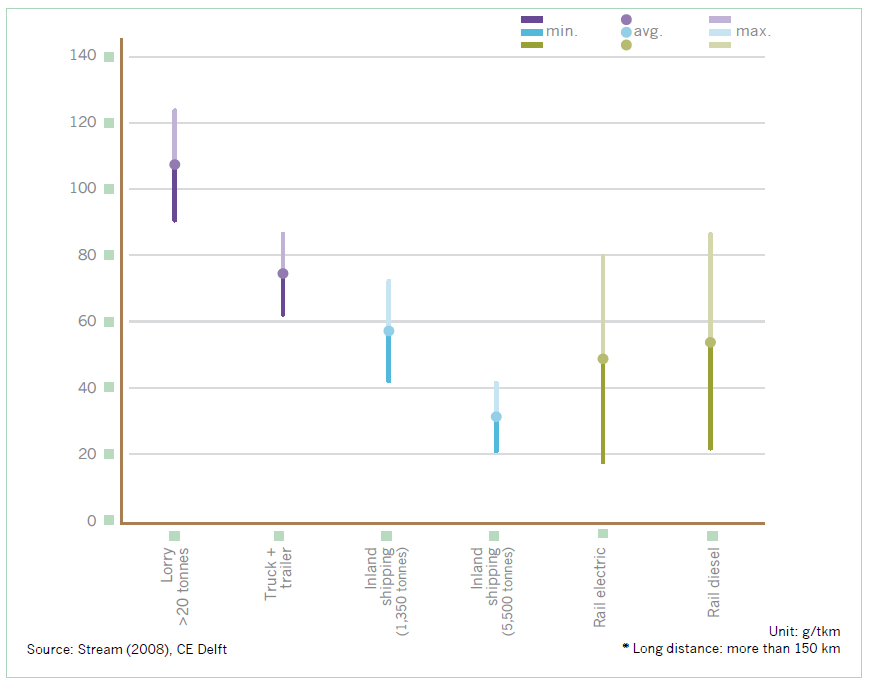 min. avg. max.
140
120
100
80
60
40
20
0
Lorry
>20 tonnes
Truck +
trailer
Inland
shipping
(1,350 tonnes)
Inland
shipping
(5,500 tonnes)
Rail electric
Rail diesel
Unit: g/tkm
Source: Stream (2008), CE Delft
* Long distance: more than 150 km